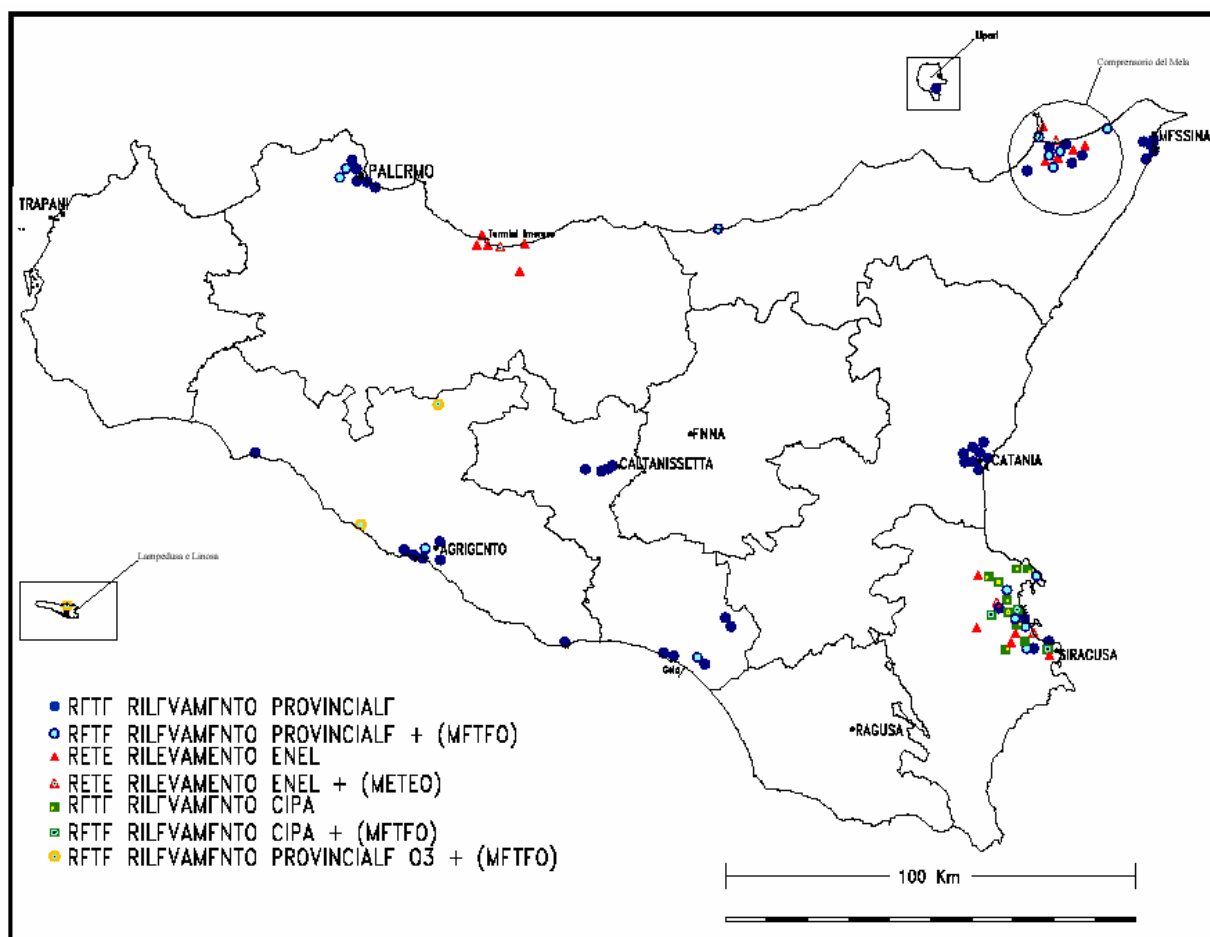 Lipari
Comprensorio del Mela
MESSINA
PALERMO
TRAPANI
Termini Imerese
ENNA
CALTANISSETTA
CATANIA
AGRIGENTO
Lampedusa e Linosa
SIRAGUSA
Gela
RAGUSA
RETE RILEVAMENTO PROVINCIALE
RETE RILEVAMENTO PROVINCIALE + (METEO)
RETE RILEVAMENTO ENEL
RETE RILEVAMENTO ENEL + (METEO)
RETE RILEVAMENTO CIPA
RETE RILEVAMENTO CIPA + (METEO)
RETE RILEVAMENTO PROVINCIALE O3 + (METEO)
100 Km